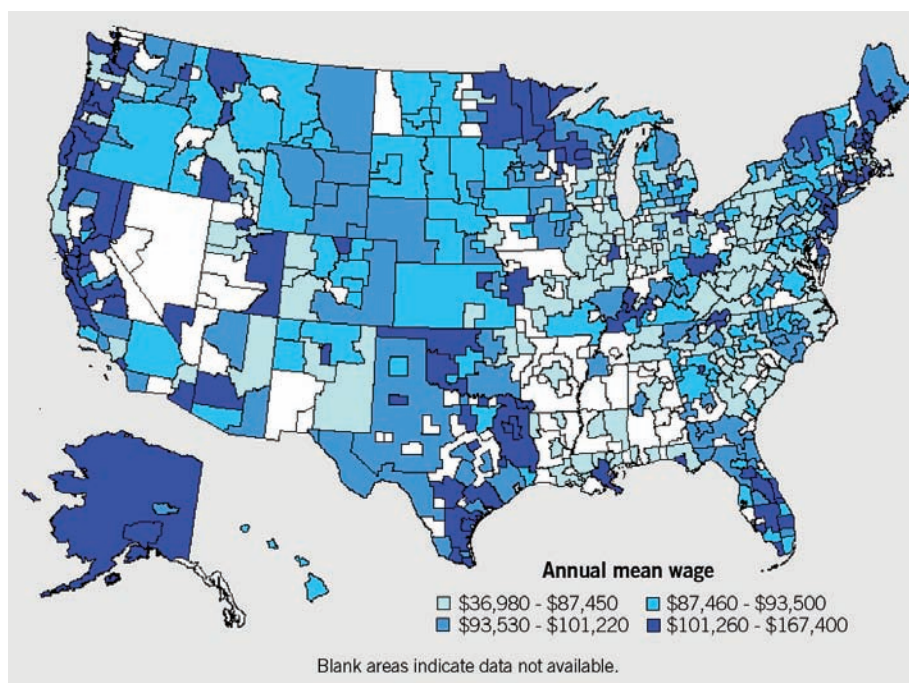 Annual mean wage
$36,980 - $87,450 $87,460 - $93,500
$93,530 - $101,220 $101,260 - $167,400
Blank areas indicate data not available.